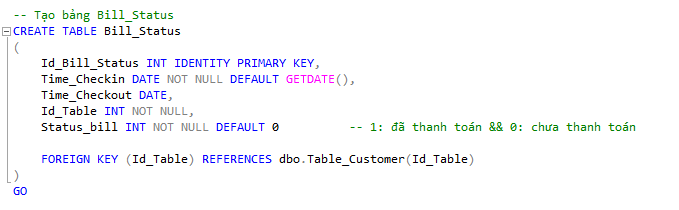 -- Tạo bảng Bill_Status
CREATE TABLE Bill_Status
(
Id_Bill_Status INT IDENTITY PRIMARY KEY,
Time_Checkin DATE NOT NULL DEFAULT GETDATE(),
Time_Checkout DATE,
Id_Table INT NOT NULL,
Status_bill INT NOT NULL DEFAULT 0 -- 1: đã thanh toán && 0: chưa thanh toán
FOREIGN KEY (Id_Table) REFERENCES dbo.Table_Customer(Id_Table)
)
GO